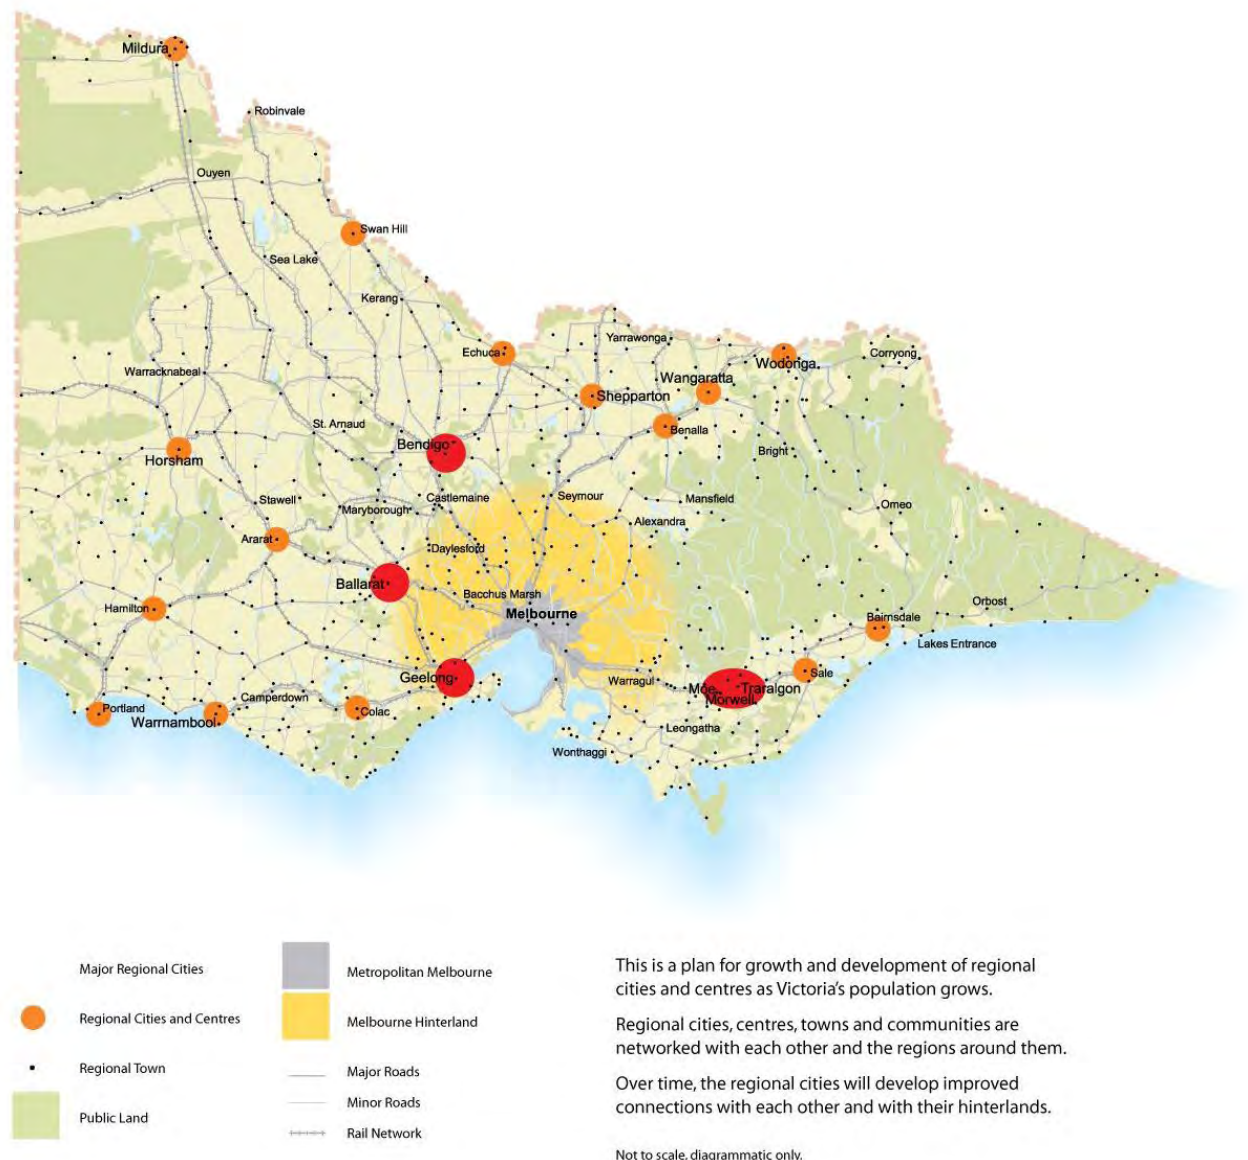 Mildura
Robinvale
Ouyen
Swan Hill
Sea Lake
Kerang
Yarrawonga
Echuca
Corryong
Wodonga
Warracknabeal
Wangaratta
Shepparton
St. Arnaud
Benalla
Bendigo
Bright
Horsham
Stawell
Castlemaine
Seymour
Mansfield
Maryborough
Omeo
Alexandra
Ararat
Daylesford
Ballarat
Bacchus Marsh
Orbost
Hamilton
Melbourne
Bairnsdale
Lakes Entrance
Geelong
Warragul
Sale
Moe
Traralgon
Morwell
Camperdown
Portland
Colac
Warrnambool
Leongatha
Wonthaggi
Major Regional Cities
Regional Cities and Centres
Regional Town
Public Land
Metropolitan Melbourne
Melbourne Hinterland
Major Roads
Minor Roads
Rail Network
This is a plan for growth and development of regional
cities and centres as Victoria's population grows.
Regional cities, centres, towns and communities are
networked with each other and the regions around them.
Over time, the regional cities will develop improved
connections with each other and with their hinterlands.
Not to scale, diagrammatic only.